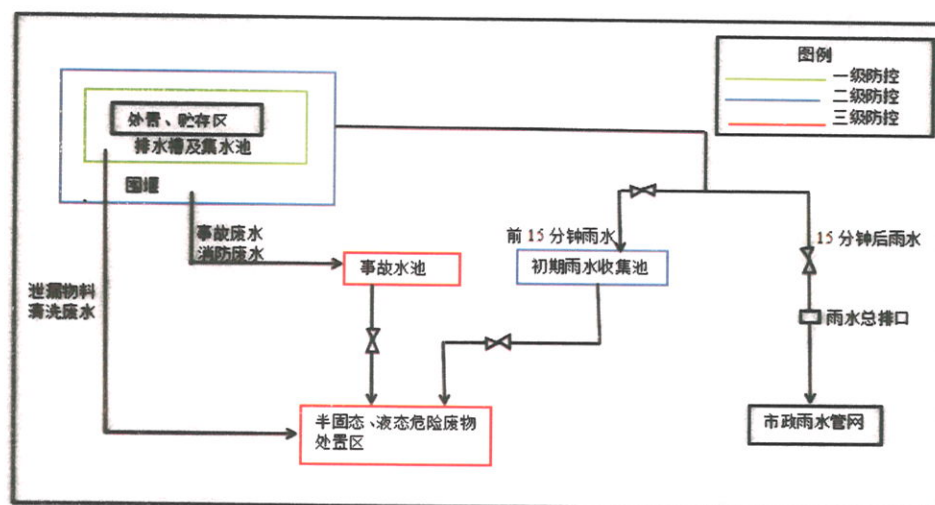 图例
一级防控
二级防控
三级防控
处置、贮存区
排水槽及集水池
围堰
事故废水
消防废水
前15分钟雨水
15分钟后雨水
事故水池
初期雨水收集池
泄漏物料
清洗废水
雨水总排口
半固态、液态危险废物
处置区
市政雨水管网